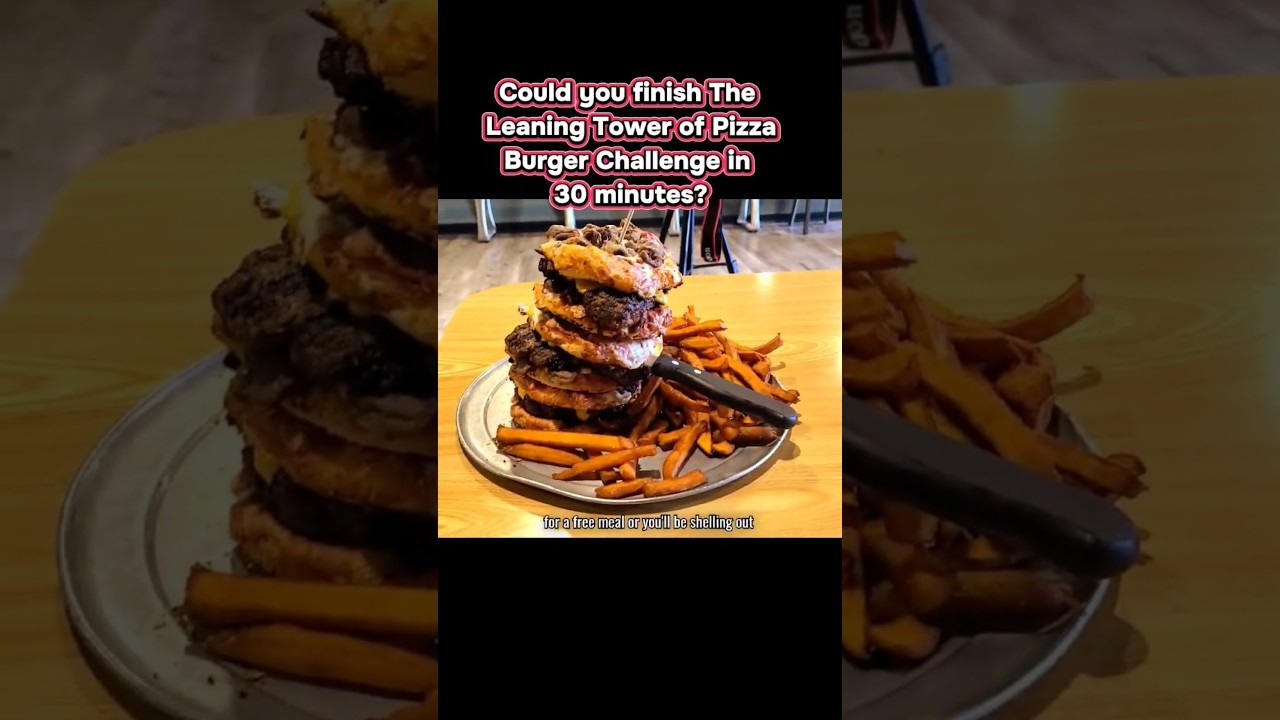 Could you finish The
Leaning Tower of Pizza
Burger Challenge in
30 minutes?
for a free meal or you'll be shelling out